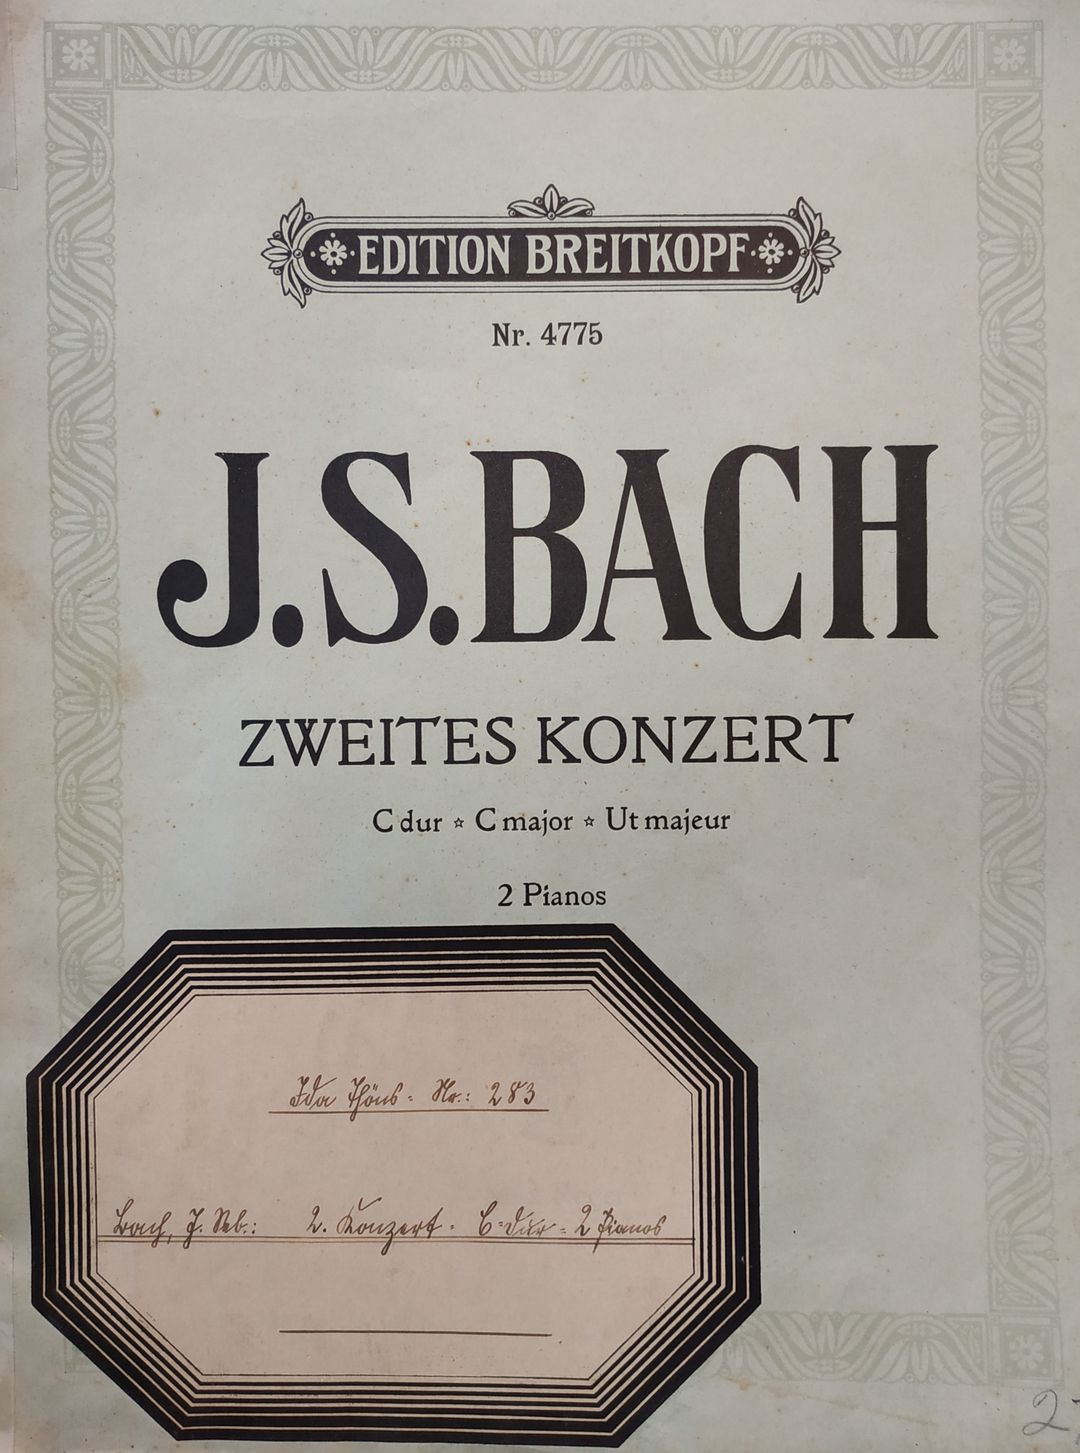 EDITION BREITKOPF
Nr. 4775
J.S.BACH
ZWEITES KONZERT
C dur ☆ C major ☆ Ut majeur
2 Pianos
Ida Thöns - Nr.: 283
Bach, J. Seb.: 2. Konzert - C-Dur - 2 Pianos
2